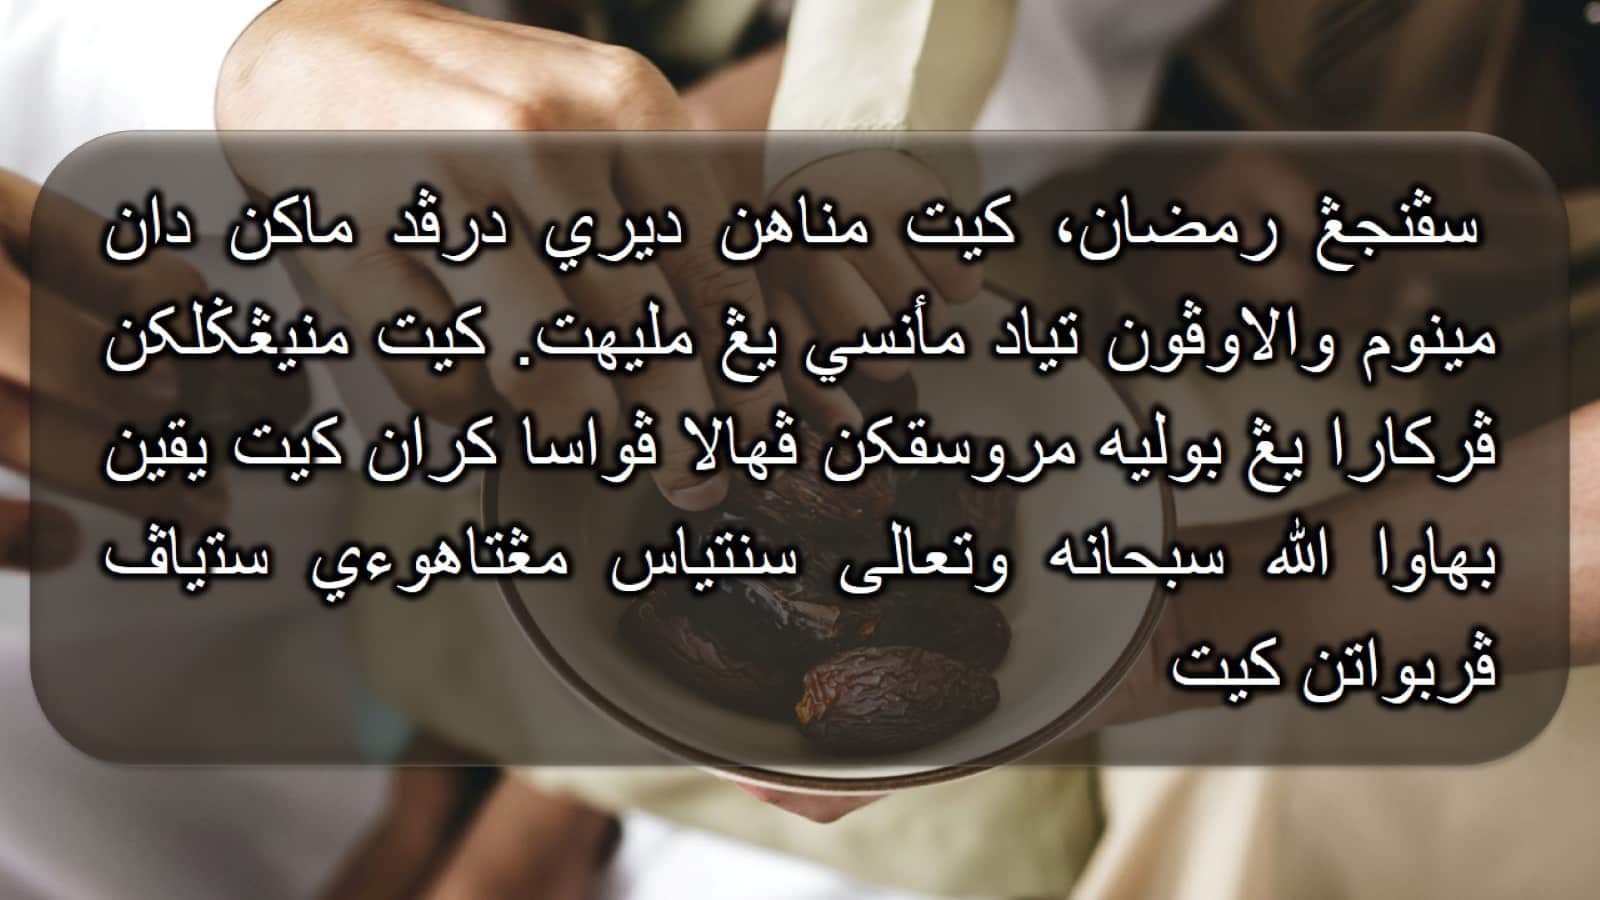 سڤنجڠ رمضان، كيت مناهن ديري درڤد ماكن دان
مينوم والاوڤون تياد مأنسي يڠ مليهت. كيت منيڠݢلكن
ڤركارا يڠ بوليه مروسقكن ڤهالا ڤواسا كران كيت يقين
بهاوا الله سبحانه وتعالى سنتياس مڠتاهوءي ستياڤ
ڤربواتن كيت